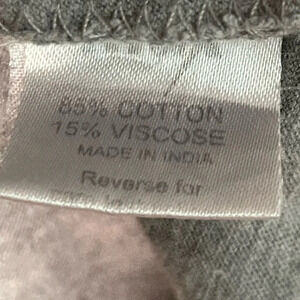 85% COTTON
15% VISCOSE
MADE IN INDIA
Reverse for